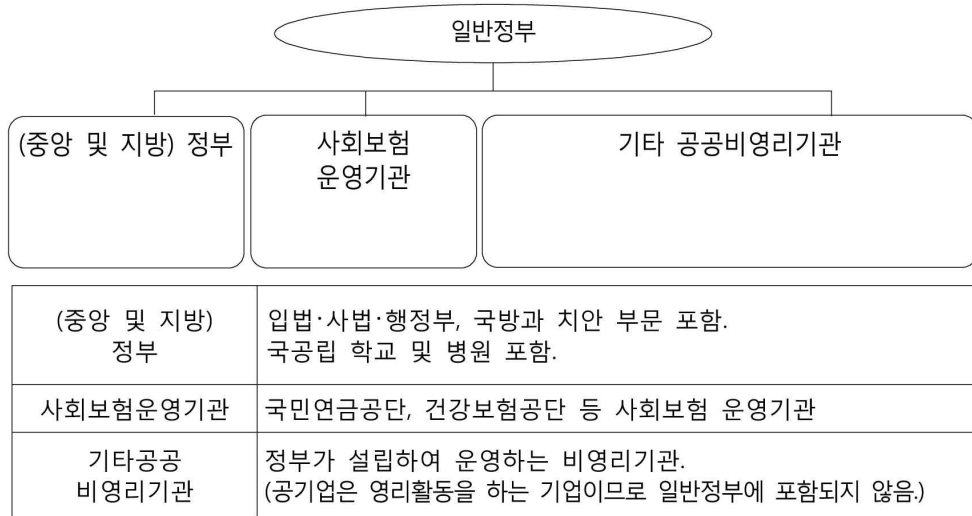 일반정부
(중앙 및 지방) 정부
사회보험
운영기관
기타 공공비영리기관
(중앙 및 지방)
정부
입법·사법·행정부, 국방과 치안 부문 포함.
국공립 학교 및 병원 포함.
사회보험운영기관
국민연금공단, 건강보험공단 등 사회보험 운영기관
기타공공
비영리기관
정부가 설립하여 운영하는 비영리기관.
(공기업은 영리활동을 하는 기업이므로 일반정부에 포함되지 않음.)